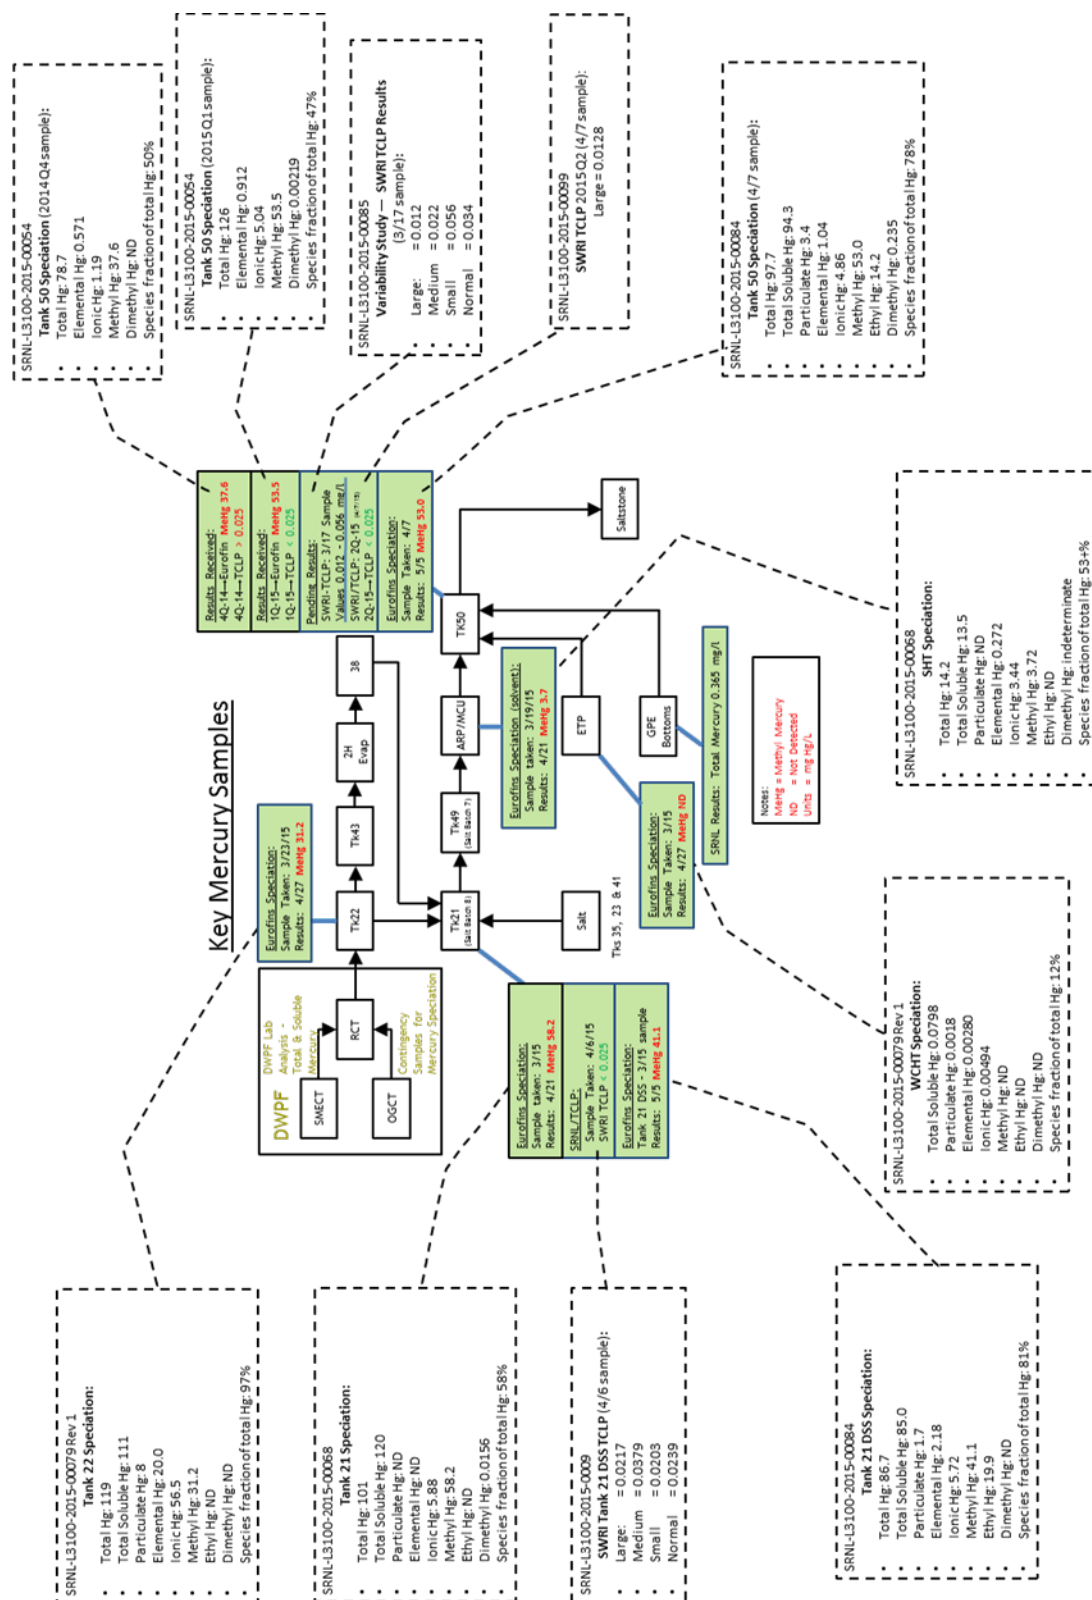 Key Mercury Samples
SRNL-L3100-2015-00079 Rev 1
Tank 22 Speciation:
• Total Hg: 119
• Total Soluble Hg: 111
• Particulate Hg: 8
• Elemental Hg: 20.0
• Ionic Hg: 56.5
• Methyl Hg: 31.2
• Ethyl Hg: ND
• Dimethyl Hg: ND
• Species fraction of total Hg: 97%
SRNL-L3100-2015-00068
Tank 21 Speciation:
• Total Hg: 101
• Total Soluble Hg: 120
• Particulate Hg: ND
• Elemental Hg: ND
• Ionic Hg: 5.88
• Methyl Hg: 58.2
• Ethyl Hg: ND
• Dimethyl Hg: 0.0156
• Species fraction of total Hg: 58%
SRNL-L3100-2015-0009
SWRI Tank 21 DSS TCLP (4/6 sample):
• Large: = 0.0217
• Medium = 0.0379
• Small = 0.0203
• Normal = 0.0239
SRNL-L3100-2015-00084
Tank 21 DSS Speciation:
• Total Hg: 86.7
• Total Soluble Hg: 85.0
• Particulate Hg: 1.7
• Elemental Hg: 2.18
• Ionic Hg: 5.72
• Methyl Hg: 41.1
• Ethyl Hg: 19.9
• Dimethyl Hg: ND
• Species fraction of total Hg: 81%
DWPF
DWPF Lab
Analysis -
Total & Soluble
Mercury
SMECT
OGCT
RCT
Contingency
Samples for
Mercury Speciation
Eurofins Speciation:
Sample Taken: 3/23/15
Results: 4/27 MeHg 31.2
Tk22
Tk43
2H
Evap
38
Eurofins Speciation:
Sample taken: 3/15
Results: 4/21 MeHg 58.2
SRNL/TCLP:
Sample Taken: 4/6/15
SWRI TCLP < 0.025
Eurofins Speciation:
Tank 21 DSS - 3/15 sample
Results: 5/5 MeHg 41.1
Tk21
(Salt Batch 8)
Tk49
(Salt Batch 7)
ARP/MCU
TK50
Saltstone
Salt
Tks 35, 23 & 41
Eurofins Speciation (solvent):
Sample taken: 3/19/15
Results: 4/21 MeHg 3.7
ETP
GPE
Bottoms
Eurofins Speciation:
Sample Taken: 3/15
Results: 4/27 MeHg ND
SRNL Results: Total Mercury 0.365 mg/l
Notes:
MeHg = Methyl Mercury
ND = Not Detected
Units = mg Hg/L
Results Received:
4Q-14→Eurofin MeHg 37.6
4Q-14→TCLP > 0.025
Results Received:
1Q-15→Eurofin MeHg 53.5
1Q-15→TCLP < 0.025
Pending Results:
SWRI-TCLP: 3/17 Sample
Values 0.012 - 0.056 mg/l
SWRI/TCLP: 2Q-15 (4/7/15)
2Q-15→TCLP < 0.025
Eurofins Speciation:
Sample Taken: 4/7
Results: 5/5 MeHg 53.0
SRNL-L3100-2015-00079 Rev 1
WCHT Speciation:
• Total Soluble Hg: 0.0798
• Particulate Hg: 0.0018
• Elemental Hg: 0.00280
• Ionic Hg: 0.00494
• Methyl Hg: ND
• Ethyl Hg: ND
• Dimethyl Hg: ND
• Species fraction of total Hg: 12%
SRNL-L3100-2015-00068
SHT Speciation:
• Total Hg: 14.2
• Total Soluble Hg: 13.5
• Particulate Hg: ND
• Elemental Hg: 0.272
• Ionic Hg: 3.44
• Methyl Hg: 3.72
• Ethyl Hg: ND
• Dimethyl Hg: indeterminate
• Species fraction of total Hg: 53+%
SRNL-L3100-2015-00054
Tank 50 Speciation (2014 Q4 sample):
• Total Hg: 78.7
• Elemental Hg: 0.571
• Ionic Hg: 1.19
• Methyl Hg: 37.6
• Dimethyl Hg: ND
• Species fraction of total Hg: 50%
SRNL-L3100-2015-00054
Tank 50 Speciation (2015 Q1 sample):
• Total Hg: 126
• Elemental Hg: 0.912
• Ionic Hg: 5.04
• Methyl Hg: 53.5
• Dimethyl Hg: 0.00219
• Species fraction of total Hg: 47%
SRNL-L3100-2015-00085
Variability Study — SWRI TCLP Results
(3/17 sample):
• Large: = 0.012
• Medium = 0.022
• Small = 0.056
• Normal = 0.034
SRNL-L3100-2015-00099
SWRI TCLP 2015 Q2 (4/7 sample):
Large = 0.0128
SRNL-L3100-2015-00084
Tank 50 Speciation (4/7 sample):
• Total Hg: 97.7
• Total Soluble Hg: 94.3
• Particulate Hg: 3.4
• Elemental Hg: 1.04
• Ionic Hg: 4.86
• Methyl Hg: 53.0
• Ethyl Hg: 14.2
• Dimethyl Hg: 0.235
• Species fraction of total Hg: 78%